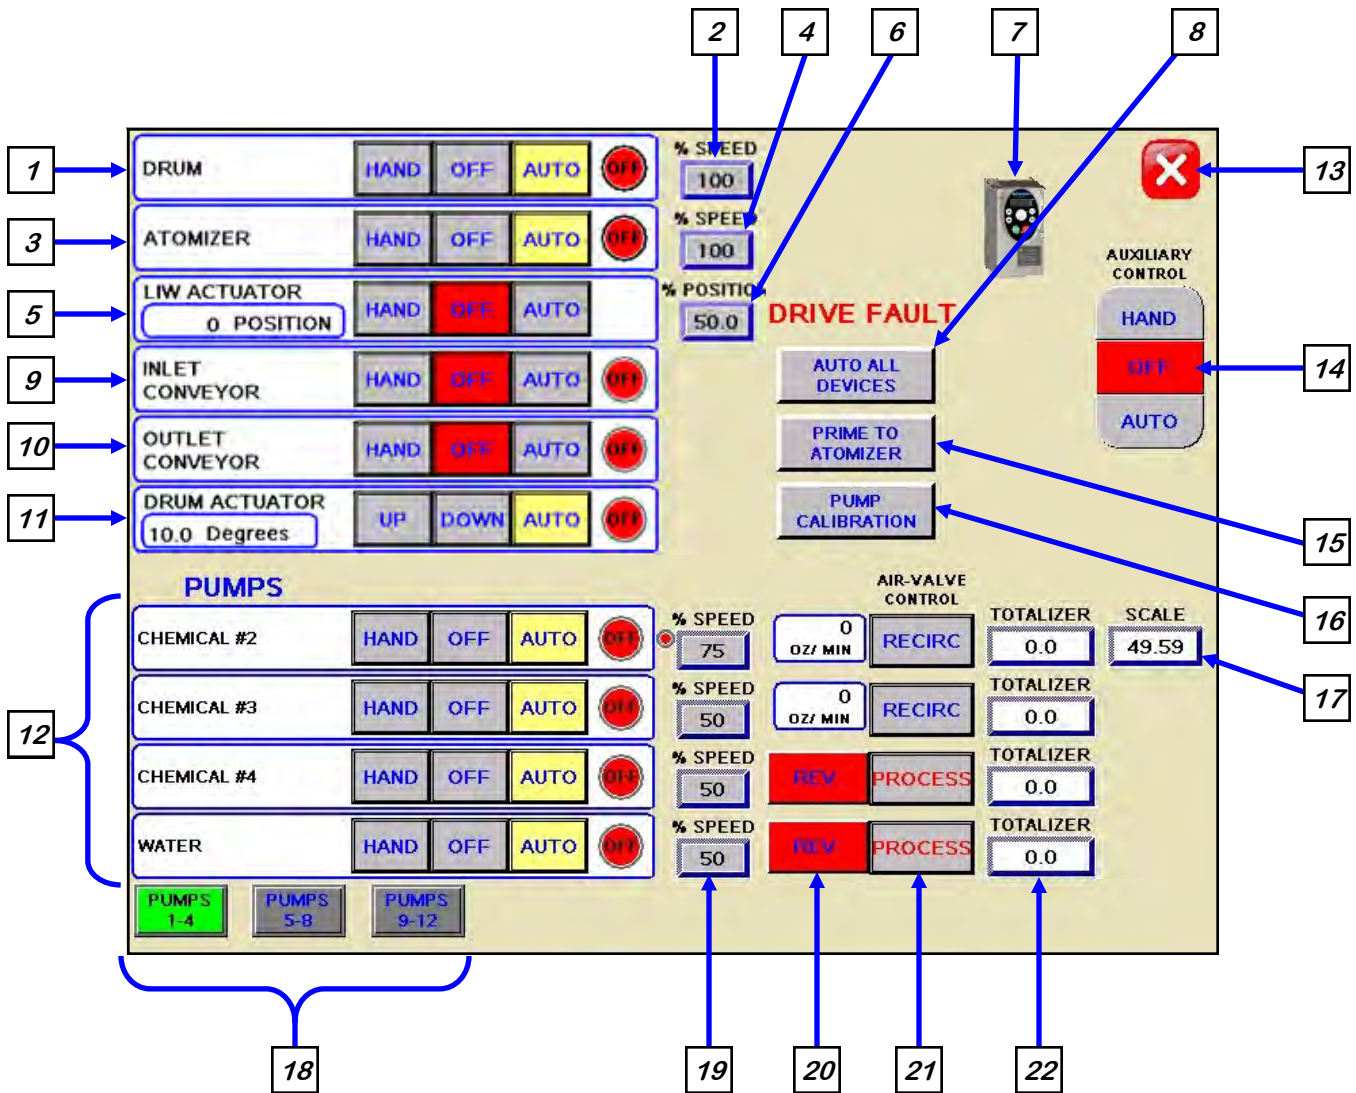 2
4
6
7
8
1
DRUM
HAND OFF AUTO OFF
% SPEED
100
13
3
ATOMIZER
HAND OFF AUTO OFF
% SPEED
100
AUXILIARY
CONTROL
HAND
OFF
AUTO
14
5
LIW ACTUATOR
0 POSITION
HAND OFF AUTO
% POSITION
50.0
DRIVE FAULT
9
INLET
CONVEYOR
HAND OFF AUTO OFF
AUTO ALL
DEVICES
10
OUTLET
CONVEYOR
HAND OFF AUTO OFF
PRIME TO
ATOMIZER
11
DRUM ACTUATOR
10.0 Degrees
UP DOWN AUTO OFF
PUMP
CALIBRATION
15
16
17
12
PUMPS
AIR-VALVE
CONTROL
CHEMICAL #2
HAND OFF AUTO OFF
% SPEED
75
0
OZ/ MIN
RECIRC
TOTALIZER
0.0
SCALE
49.59
CHEMICAL #3
HAND OFF AUTO OFF
% SPEED
50
0
OZ/ MIN
RECIRC
TOTALIZER
0.0
CHEMICAL #4
HAND OFF AUTO OFF
% SPEED
50
REV
PROCESS
TOTALIZER
0.0
WATER
HAND OFF AUTO OFF
% SPEED
50
REV
PROCESS
TOTALIZER
0.0
PUMPS
1-4
PUMPS
5-8
PUMPS
9-12
18
19
20
21
22